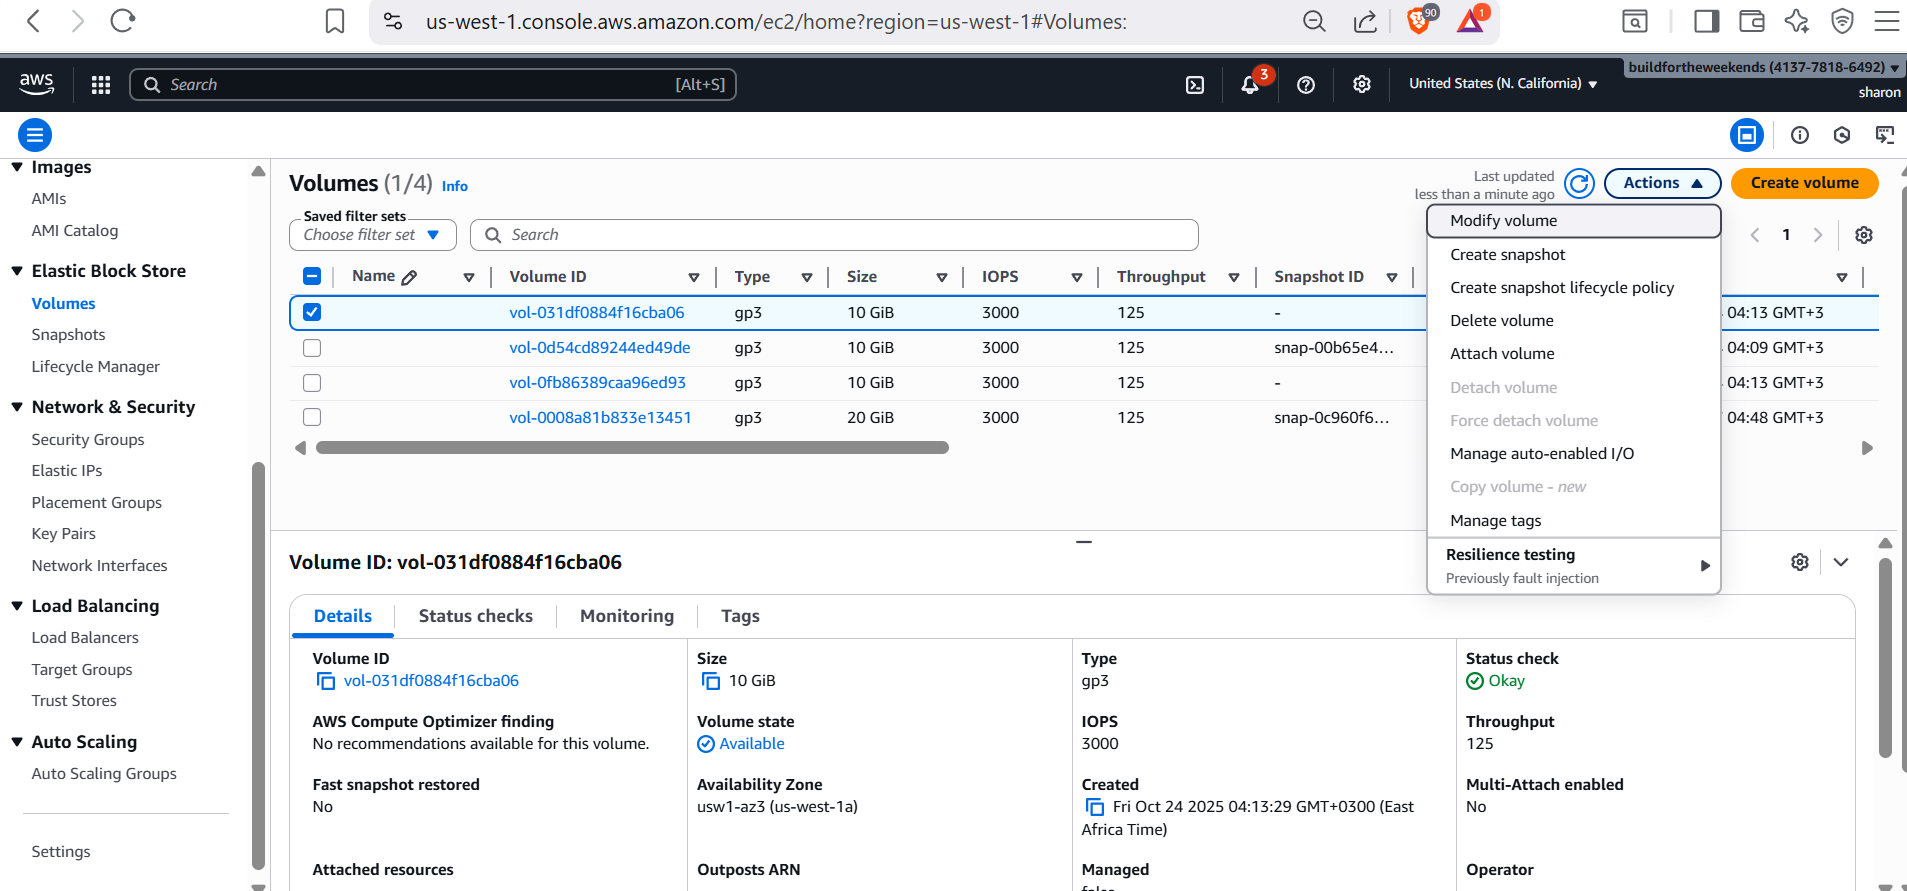 us-west-1.console.aws.amazon.com/ec2/home?region=us-west-1#Volumes:
90
1
aws
Search
[Alt+S]
3
United States (N. California)
buildfortheweekends (4137-7818-6492)
sharon
Images
AMIs
AMI Catalog
Elastic Block Store
Volumes
Snapshots
Lifecycle Manager
Network & Security
Security Groups
Elastic IPs
Placement Groups
Key Pairs
Network Interfaces
Load Balancing
Load Balancers
Target Groups
Trust Stores
Auto Scaling
Auto Scaling Groups
Settings
Volumes (1/4) Info
Last updated
less than a minute ago
Actions
Create volume
Saved filter sets
Choose filter set
Search
1
Name Volume ID Type Size IOPS Throughput Snapshot ID
vol-031df0884f16cba06 gp3 10 GiB 3000 125 - 04:13 GMT+3
vol-0d54cd89244ed49de gp3 10 GiB 3000 125 snap-00b65e4... 04:09 GMT+3
vol-0fb86389caa96ed93 gp3 10 GiB 3000 125 - 04:13 GMT+3
vol-0008a81b833e13451 gp3 20 GiB 3000 125 snap-0c960f6... 04:48 GMT+3
Modify volume
Create snapshot
Create snapshot lifecycle policy
Delete volume
Attach volume
Detach volume
Force detach volume
Manage auto-enabled I/O
Copy volume - new
Manage tags
Resilience testing
Previously fault injection
Volume ID: vol-031df0884f16cba06
Details Status checks Monitoring Tags
Volume ID
vol-031df0884f16cba06
Size
10 GiB
Type
gp3
Status check
Okay
AWS Compute Optimizer finding
No recommendations available for this volume.
Volume state
Available
IOPS
3000
Throughput
125
Fast snapshot restored
No
Availability Zone
usw1-az3 (us-west-1a)
Created
Fri Oct 24 2025 04:13:29 GMT+0300 (East
Africa Time)
Multi-Attach enabled
No
Attached resources
Outposts ARN
Managed
false
Operator